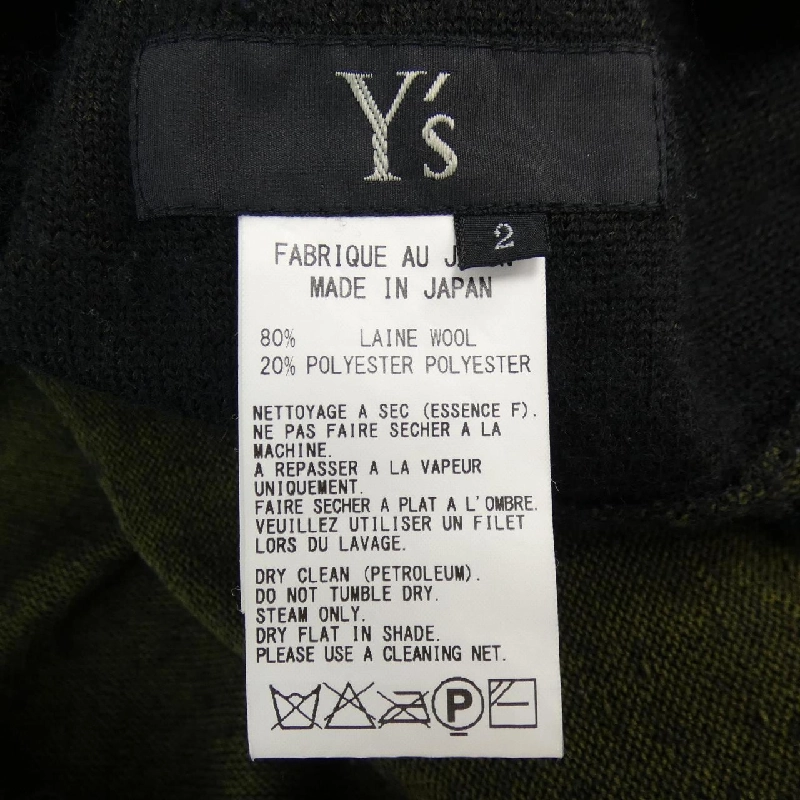 Y's
2
FABRIQUE AU
MADE IN JAPAN
80% LAINE WOOL
20% POLYESTER POLYESTER
NETTOYAGE A SEC (ESSENCE F).
NE PAS FAIRE SECHER A LA
MACHINE.
A REPASSER A LA VAPEUR
UNIQUEMENT.
FAIRE SECHER A PLAT A L'OMBRE.
VEUILLEZ UTILISER UN FILET
LORS DU LAVAGE.
DRY CLEAN (PETROLEUM).
DO NOT TUMBLE DRY.
STEAM ONLY.
DRY FLAT IN SHADE.
PLEASE USE A CLEANING NET.
P